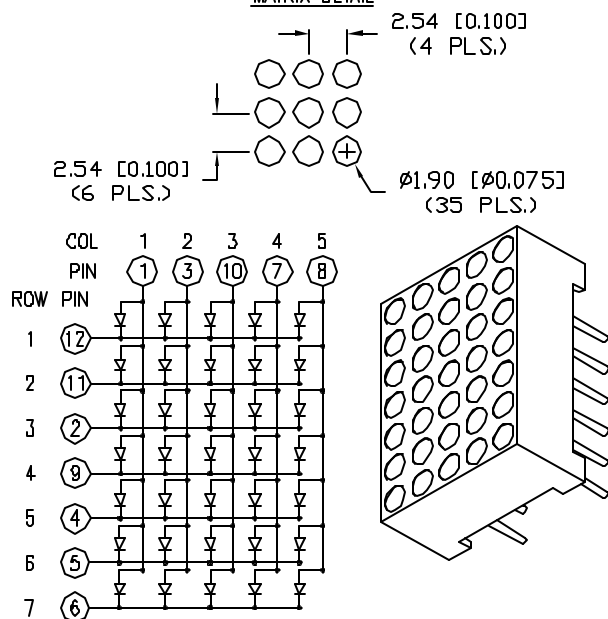 MATRIX DETAIL
2.54 [0.100]
(4 PLS.)
2.54 [0.100]
(6 PLS.)
Ø1.90 [Ø0.075]
(35 PLS.)
COL 1 2 3 4 5
PIN 1 3 10 7 8
ROW PIN
1 12
2 11
3 2
4 9
5 4
6 5
7 6